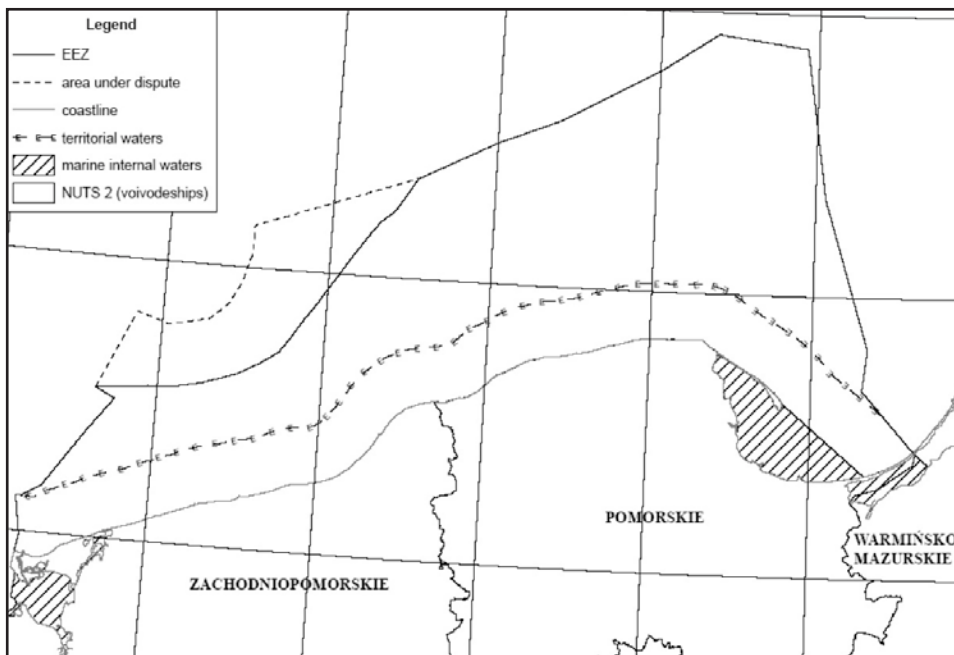 Legend
EEZ
area under dispute
coastline
territorial waters
marine internal waters
NUTS 2 (voivodeships)
POMORSKIE
WARMIŃSKO
MAZURSKIE
ZACHODNIOPOMORSKIE